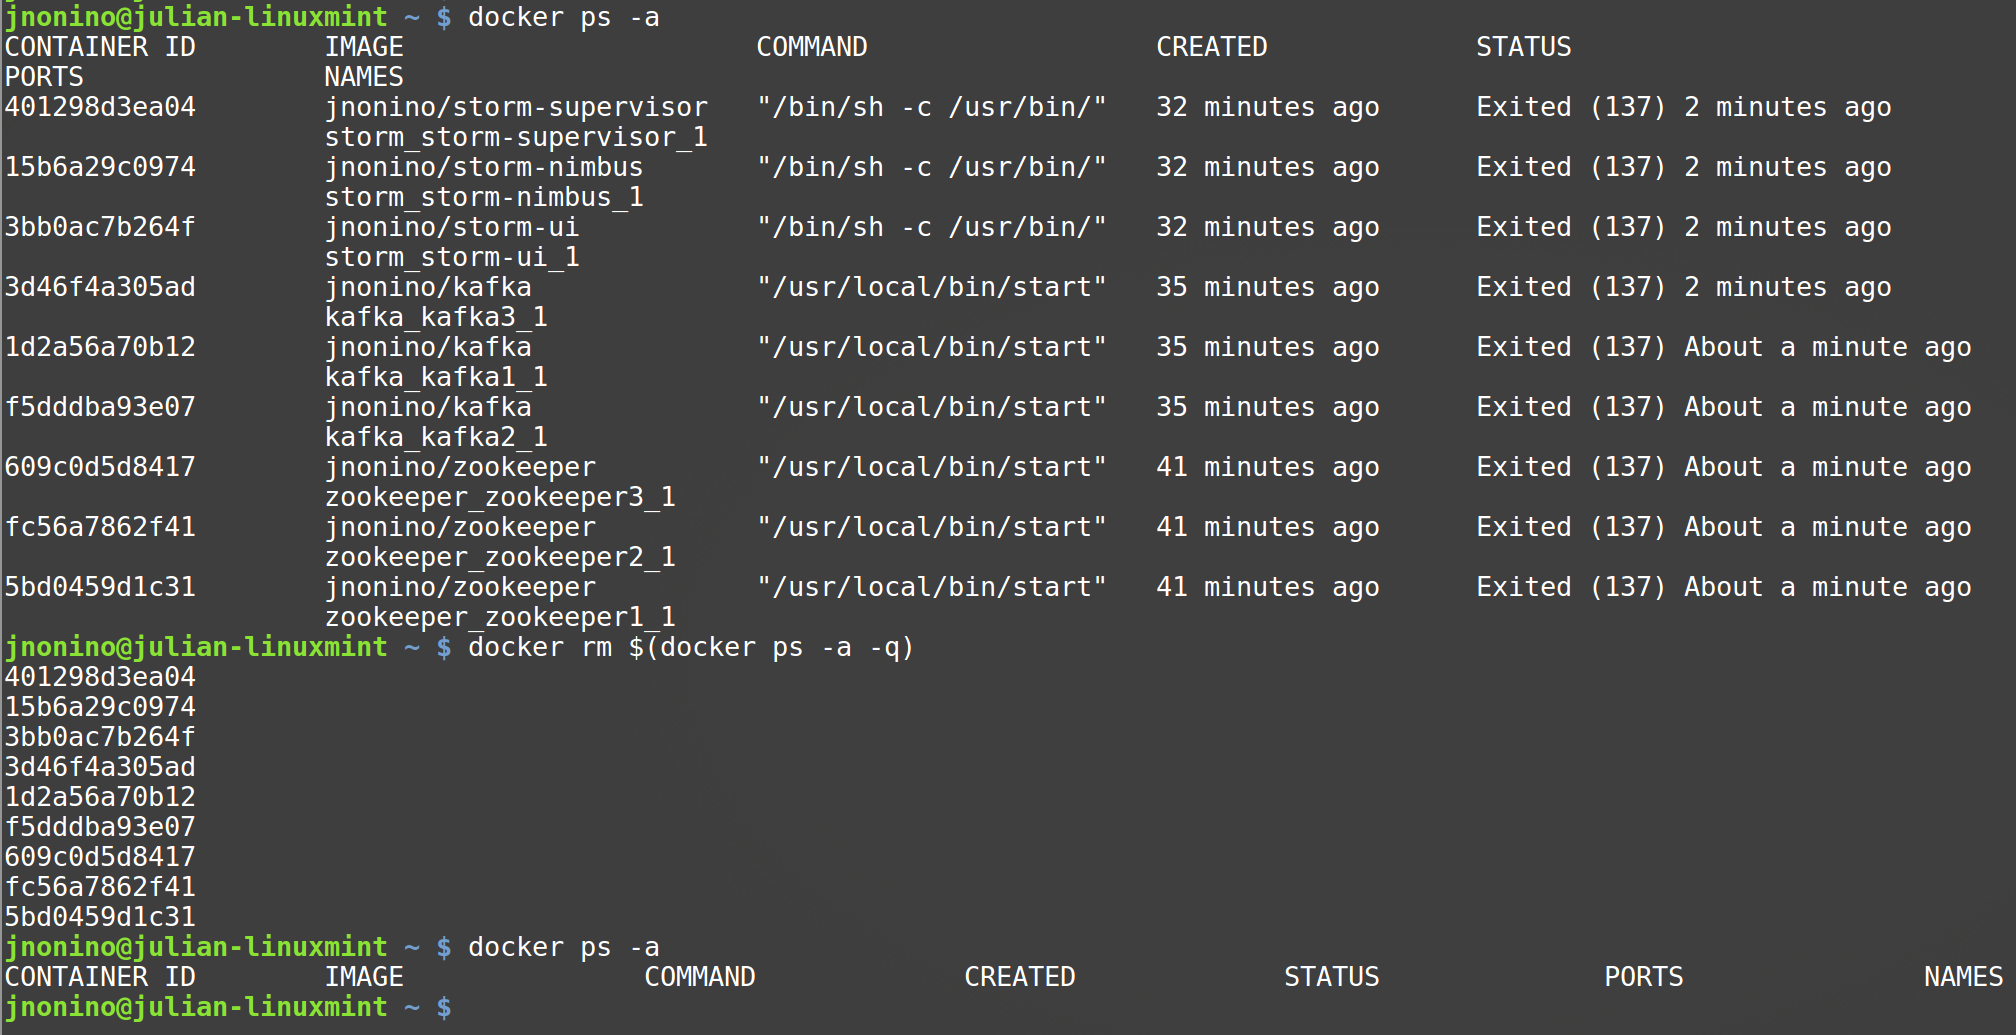 jnonino@julian-linuxmint ~ $ docker ps -a
CONTAINER ID        IMAGE                      COMMAND                  CREATED             STATUS
PORTS               NAMES
401298d3ea04        jnonino/storm-supervisor   "/bin/sh -c /usr/bin/"   32 minutes ago      Exited (137) 2 minutes ago
                    storm_storm-supervisor_1
15b6a29c0974        jnonino/storm-nimbus       "/bin/sh -c /usr/bin/"   32 minutes ago      Exited (137) 2 minutes ago
                    storm_storm-nimbus_1
3bb0ac7b264f        jnonino/storm-ui           "/bin/sh -c /usr/bin/"   32 minutes ago      Exited (137) 2 minutes ago
                    storm_storm-ui_1
3d46f4a305ad        jnonino/kafka              "/usr/local/bin/start"   35 minutes ago      Exited (137) 2 minutes ago
                    kafka_kafka3_1
1d2a56a70b12        jnonino/kafka              "/usr/local/bin/start"   35 minutes ago      Exited (137) About a minute ago
                    kafka_kafka1_1
f5dddba93e07        jnonino/kafka              "/usr/local/bin/start"   35 minutes ago      Exited (137) About a minute ago
                    kafka_kafka2_1
609c0d5d8417        jnonino/zookeeper          "/usr/local/bin/start"   41 minutes ago      Exited (137) About a minute ago
                    zookeeper_zookeeper3_1
fc56a7862f41        jnonino/zookeeper          "/usr/local/bin/start"   41 minutes ago      Exited (137) About a minute ago
                    zookeeper_zookeeper2_1
5bd0459d1c31        jnonino/zookeeper          "/usr/local/bin/start"   41 minutes ago      Exited (137) About a minute ago
                    zookeeper_zookeeper1_1
jnonino@julian-linuxmint ~ $ docker rm $(docker ps -a -q)
401298d3ea04
15b6a29c0974
3bb0ac7b264f
3d46f4a305ad
1d2a56a70b12
f5dddba93e07
609c0d5d8417
fc56a7862f41
5bd0459d1c31
jnonino@julian-linuxmint ~ $ docker ps -a
CONTAINER ID        IMAGE               COMMAND             CREATED             STATUS              PORTS               NAMES
jnonino@julian-linuxmint ~ $